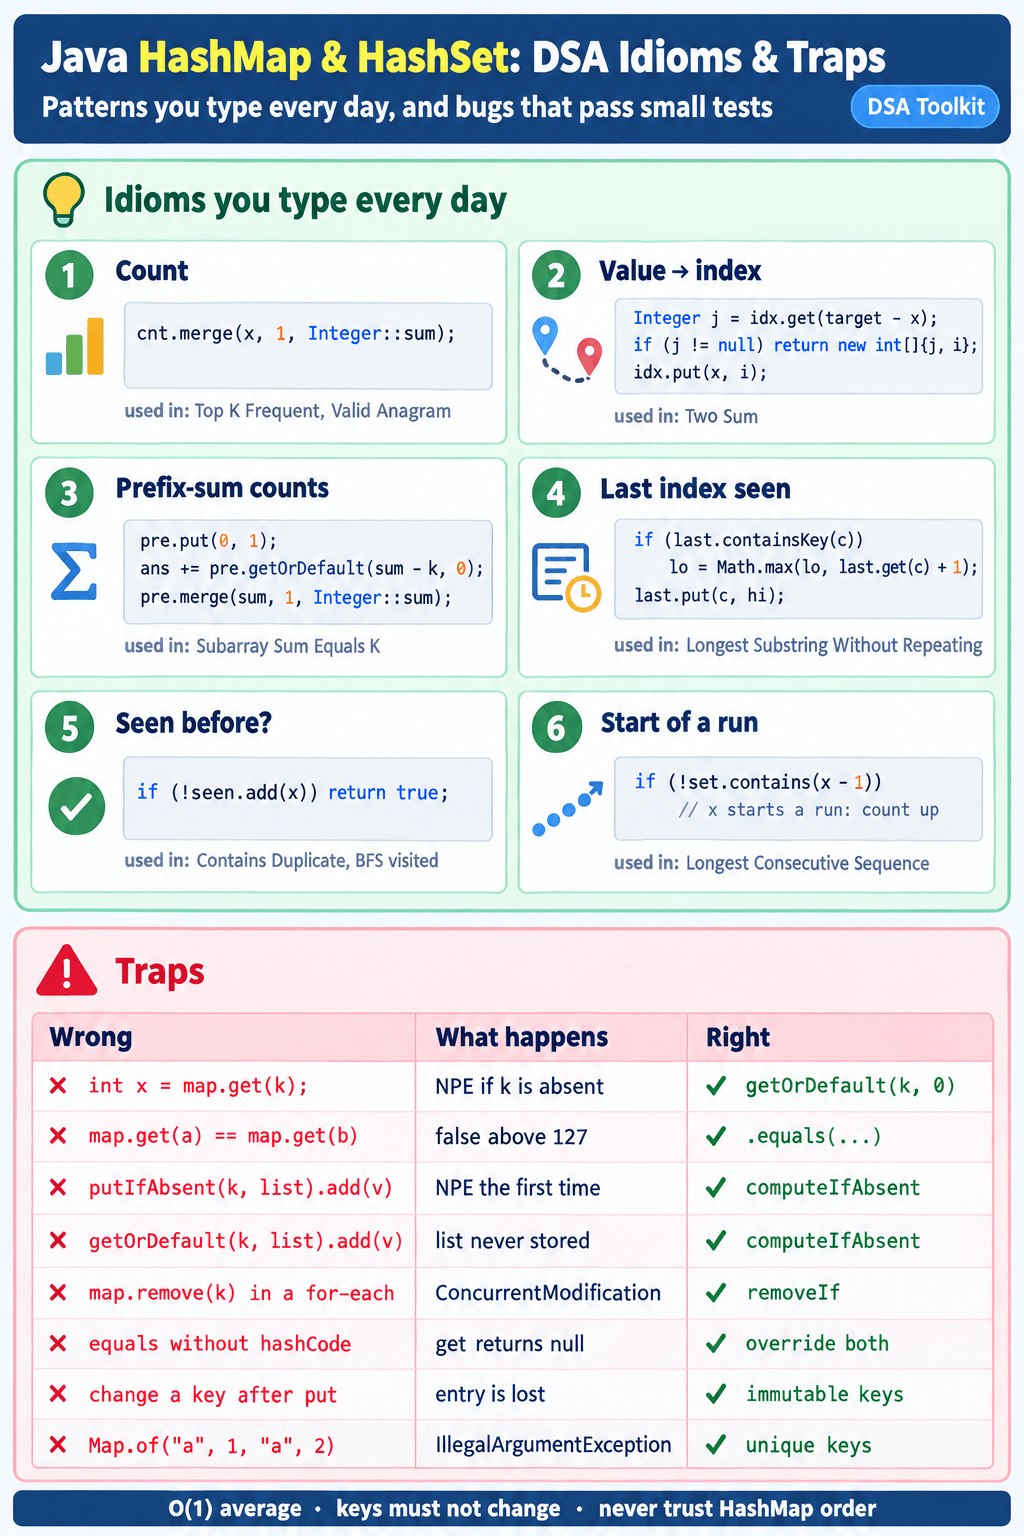 Java HashMap & HashSet: DSA Idioms & Traps
Patterns you type every day, and bugs that pass small tests
DSA Toolkit
Idioms you type every day
1 Count
cnt.merge(x, 1, Integer::sum);
used in: Top K Frequent, Valid Anagram
2 Value → index
Integer j = idx.get(target - x);
if (j != null) return new int[]{j, i};
idx.put(x, i);
used in: Two Sum
3 Prefix-sum counts
Σ
pre.put(0, 1);
ans += pre.getOrDefault(sum - k, 0);
pre.merge(sum, 1, Integer::sum);
used in: Subarray Sum Equals K
4 Last index seen
if (last.containsKey(c))
lo = Math.max(lo, last.get(c) + 1);
last.put(c, hi);
used in: Longest Substring Without Repeating
5 Seen before?
if (!seen.add(x)) return true;
used in: Contains Duplicate, BFS visited
6 Start of a run
if (!set.contains(x - 1))
// x starts a run: count up
used in: Longest Consecutive Sequence
Traps
Wrong What happens Right
int x = map.get(k); NPE if k is absent getOrDefault(k, 0)
map.get(a) == map.get(b) false above 127 .equals(...)
putIfAbsent(k, list).add(v) NPE the first time computeIfAbsent
getOrDefault(k, list).add(v) list never stored computeIfAbsent
map.remove(k) in a for-each ConcurrentModification removeIf
equals without hashCode get returns null override both
change a key after put entry is lost immutable keys
Map.of("a", 1, "a", 2) IllegalArgumentException unique keys
O(1) average · keys must not change · never trust HashMap order